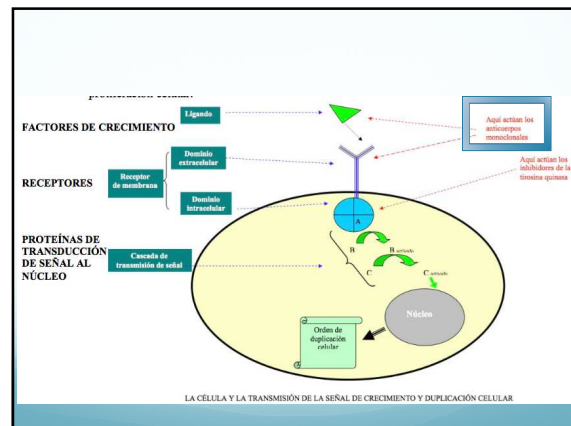 proliferación celular.
Ligando
FACTORES DE CRECIMIENTO
Aquí actúan los
anticuerpos
monoclonales
Dominio
extracelular
Aquí actúan los
inhibidores de la
tirosina quinasa
RECEPTORES
Receptor
de membrana
Dominio
intracelular
A
PROTEÍNAS DE
TRANSDUCCIÓN
DE SEÑAL AL
NÚCLEO
Cascada de
transmisión de señal
B
B activado
C
C activado
Núcleo
Orden de
duplicación
celular
LA CÉLULA Y LA TRANSMISIÓN DE LA SEÑAL DE CRECIMIENTO Y DUPLICACIÓN CELULAR